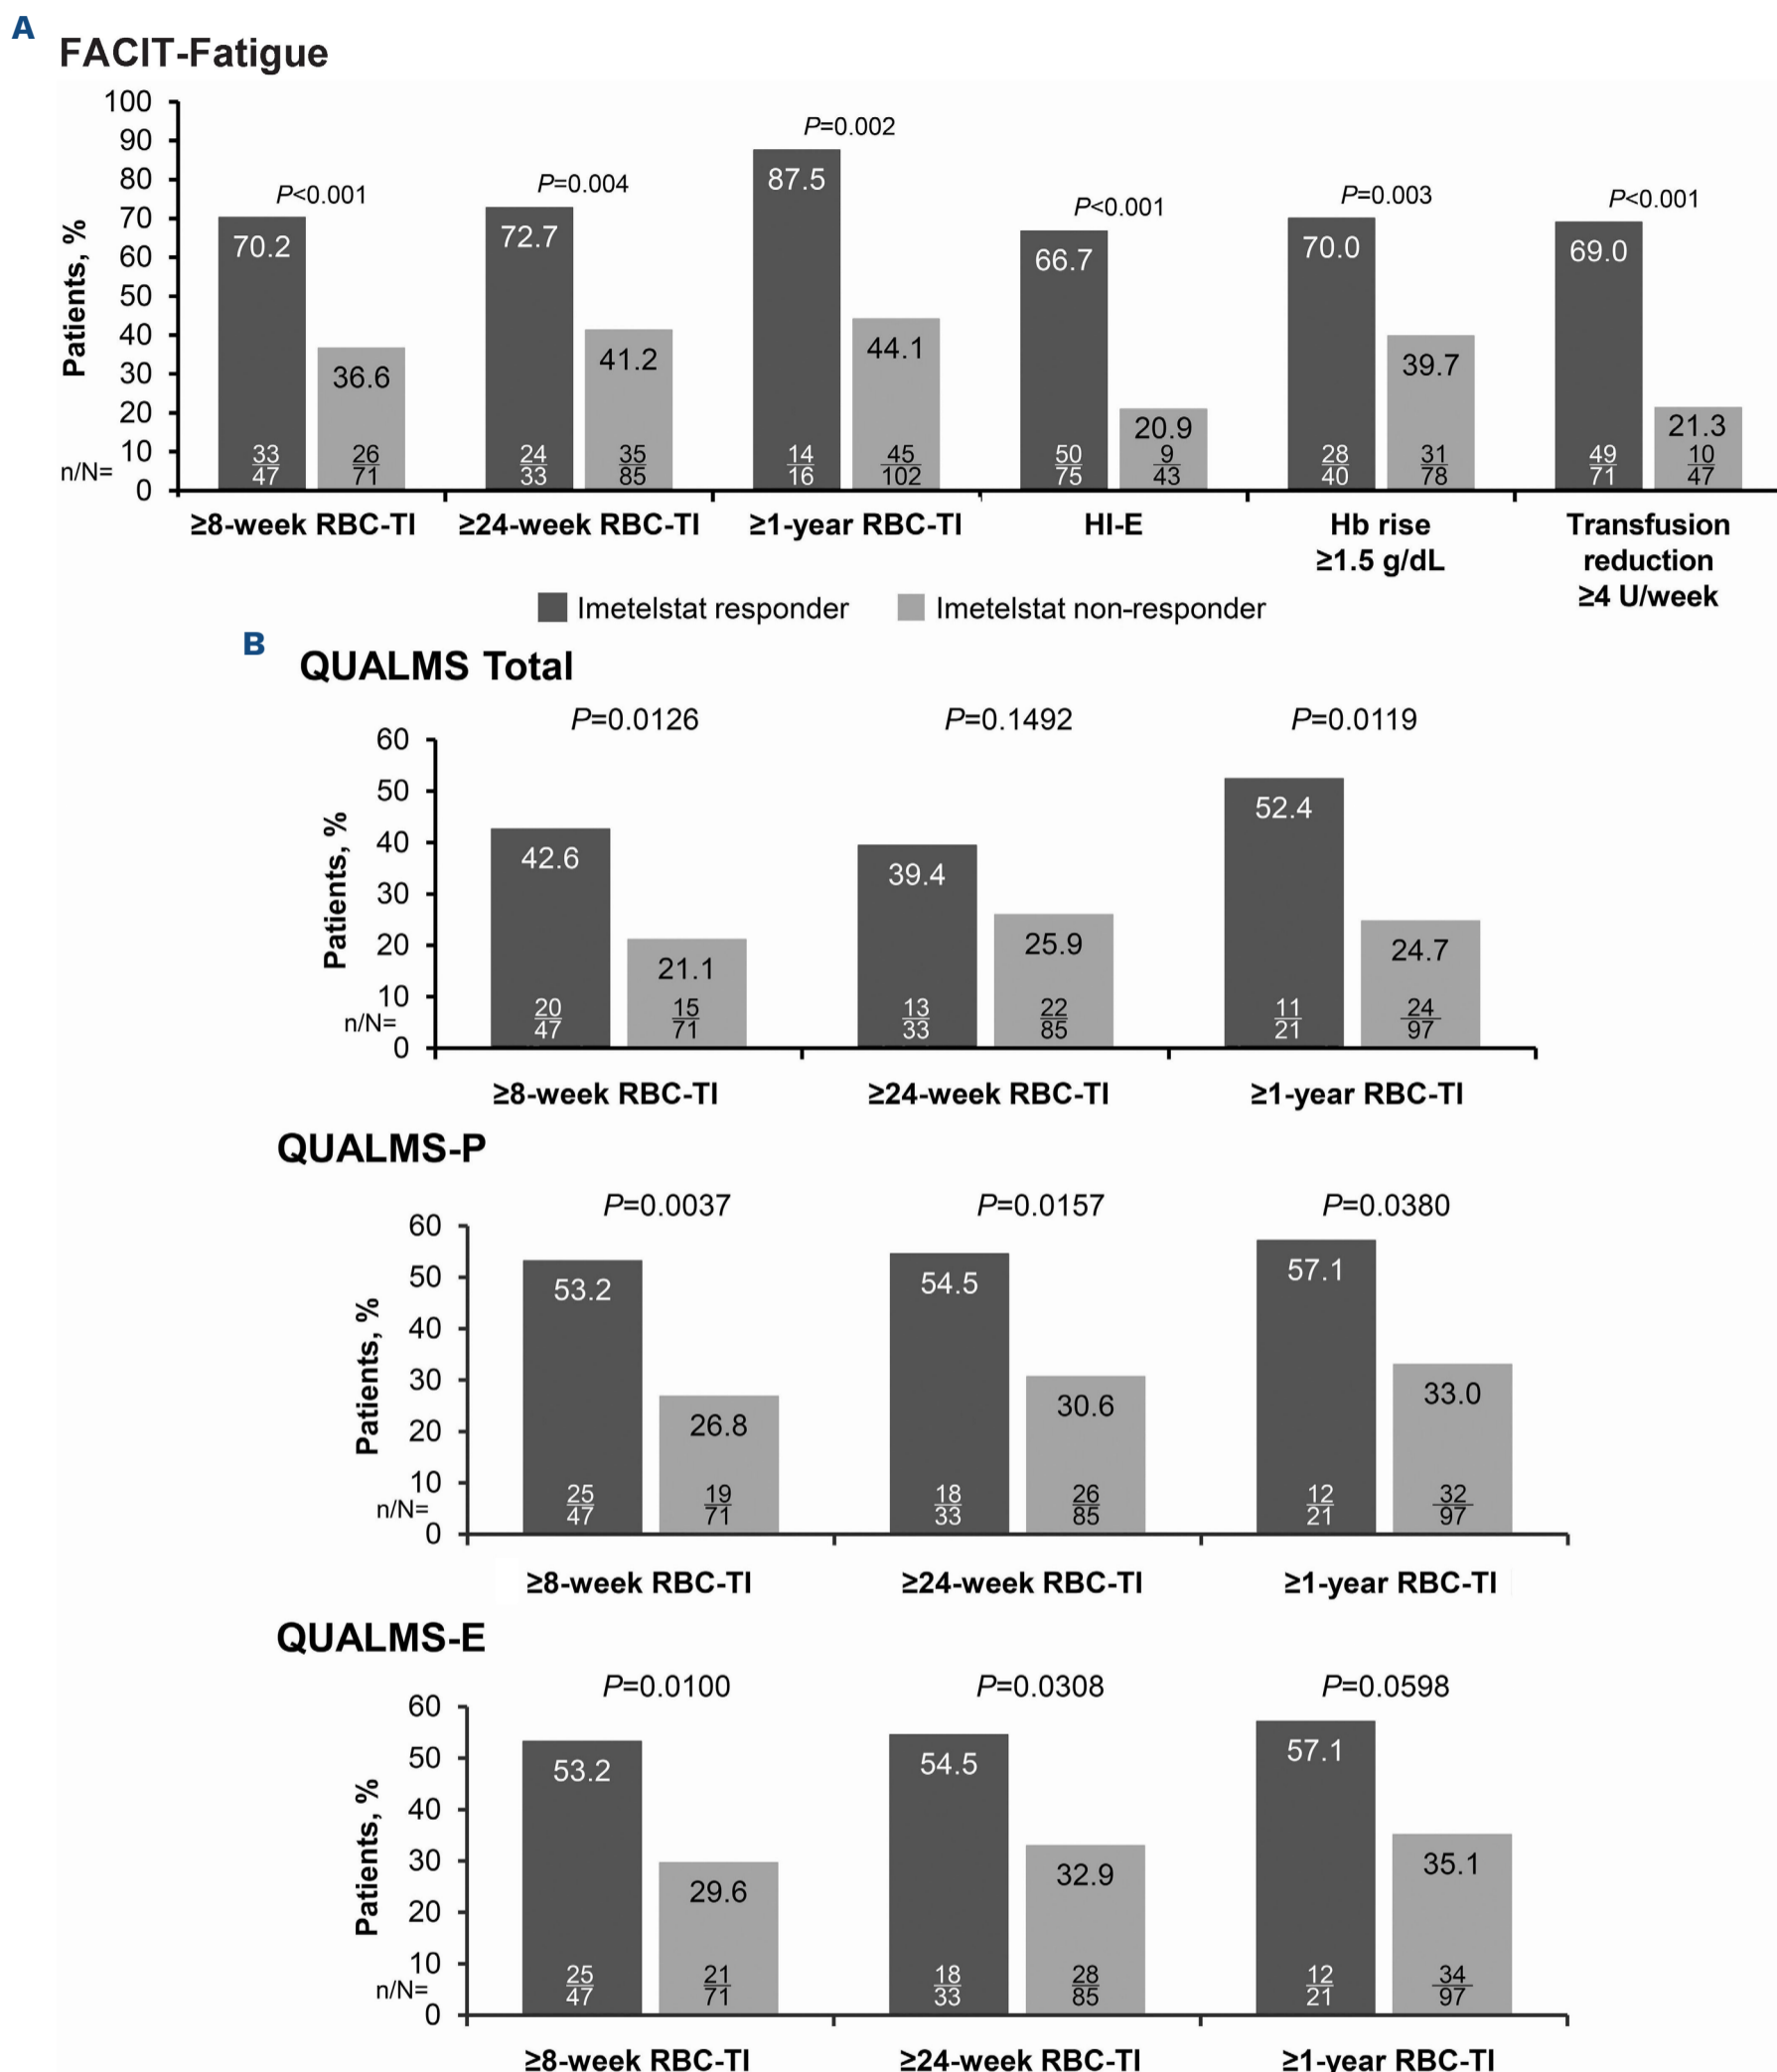 A
FACIT-Fatigue
Patients, %
100
90
80
70
60
50
40
30
20
10
0
n/N=
P<0.001
P=0.004
P=0.002
P<0.001
P=0.003
P<0.001
70.2
36.6
72.7
41.2
87.5
44.1
66.7
20.9
70.0
39.7
69.0
21.3
33 26 24 35 14 45 50 9 28 31 49 10
47 71 33 85 16 102 75 43 40 78 71 47
≥8-week RBC-TI
≥24-week RBC-TI
≥1-year RBC-TI
HI-E
Hb rise
≥1.5 g/dL
Transfusion
reduction
≥4 U/week
Imetelstat responder
Imetelstat non-responder
B
QUALMS Total
P=0.0126
P=0.1492
P=0.0119
Patients, %
60
50
40
30
20
10
0
n/N=
42.6
21.1
39.4
25.9
52.4
24.7
20 15 13 22 11 24
47 71 33 85 21 97
≥8-week RBC-TI
≥24-week RBC-TI
≥1-year RBC-TI
QUALMS-P
P=0.0037
P=0.0157
P=0.0380
Patients, %
60
50
40
30
20
10
0
n/N=
53.2
26.8
54.5
30.6
57.1
33.0
25 19 18 26 12 32
47 71 33 85 21 97
≥8-week RBC-TI
≥24-week RBC-TI
≥1-year RBC-TI
QUALMS-E
P=0.0100
P=0.0308
P=0.0598
Patients, %
60
50
40
30
20
10
0
n/N=
53.2
29.6
54.5
32.9
57.1
35.1
25 21 18 28 12 34
47 71 33 85 21 97
≥8-week RBC-TI
≥24-week RBC-TI
≥1-year RBC-TI